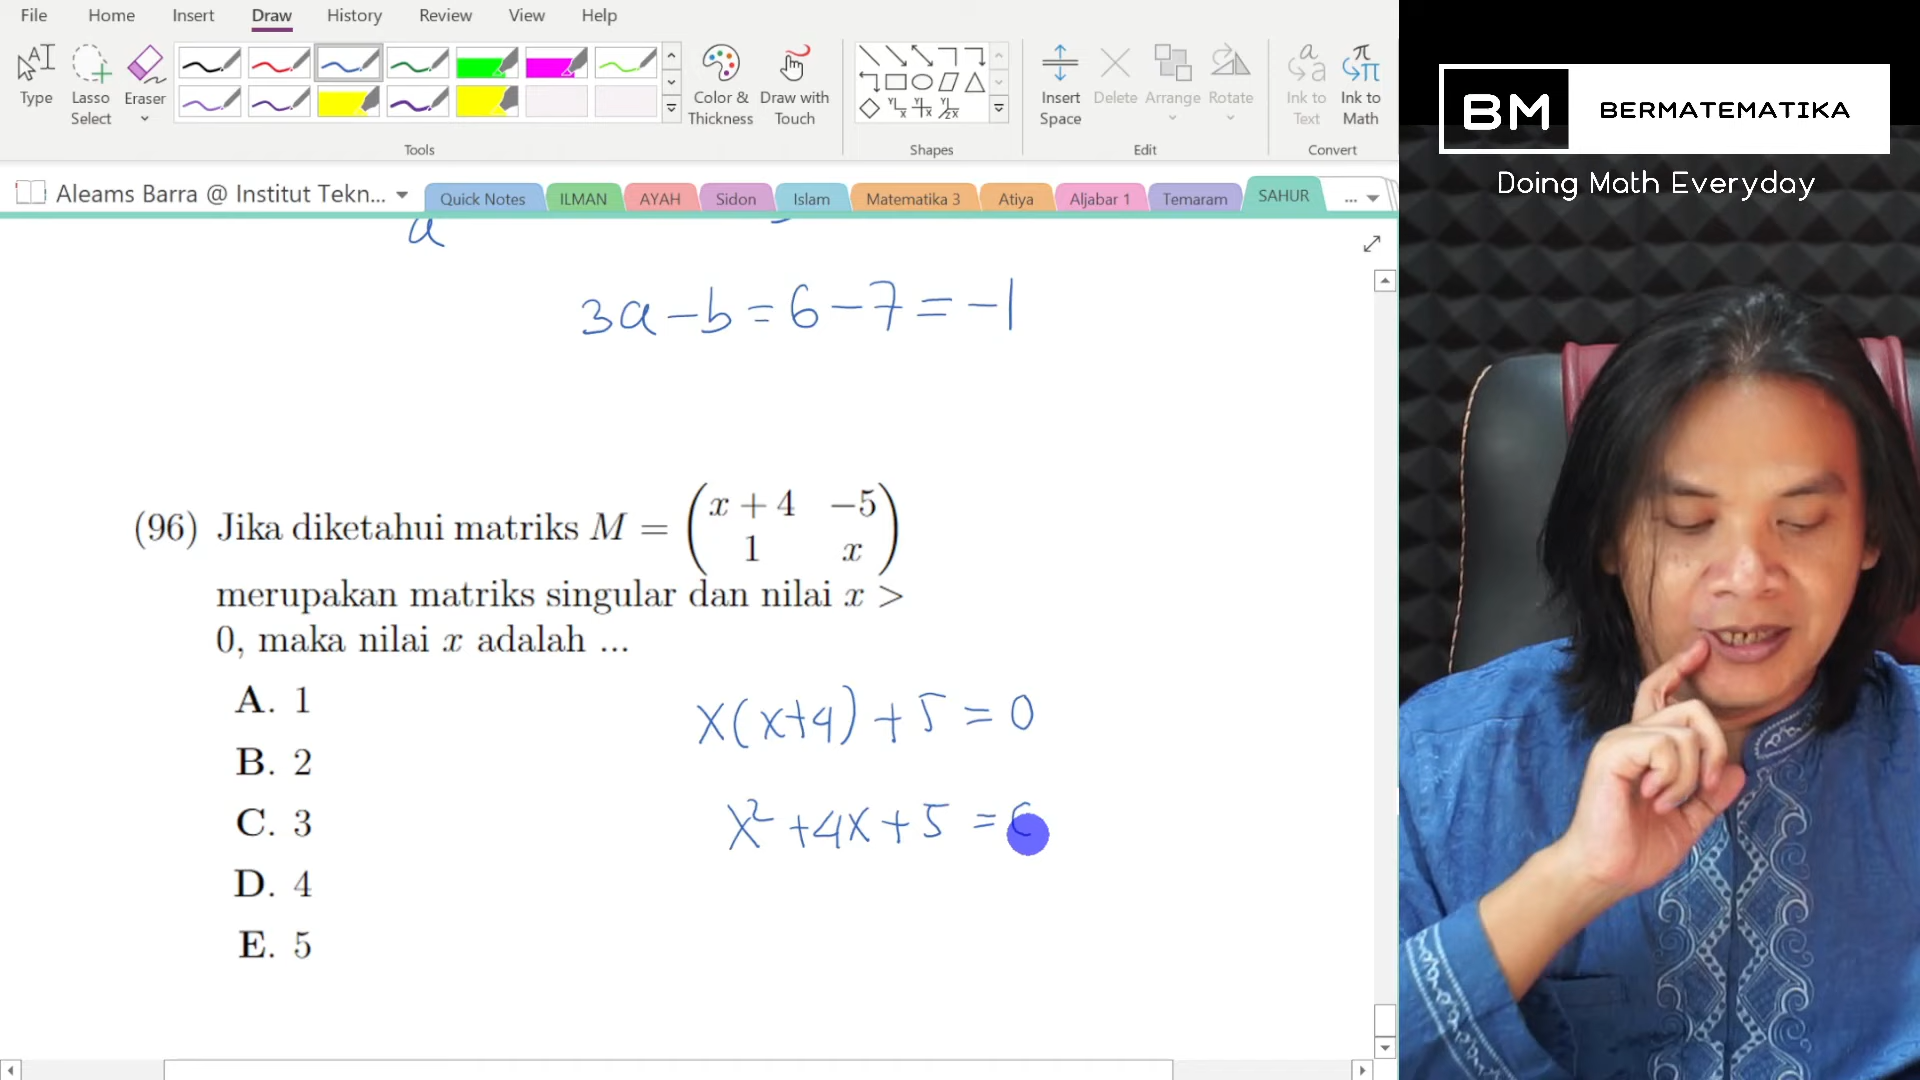 File Home Insert Draw History Review View Help
Type
Lasso Select
Eraser
Color & Thickness
Draw with Touch
Insert Space
Delete
Arrange
Rotate
Ink to Text
Ink to Math
Tools
Shapes
Edit
Convert
Aleams Barra @ Institut Tekn...
Quick Notes ILMAN AYAH Sidon Islam Matematika 3 Atiya Aljabar 1 Temaram SAHUR ...
BM BERMATEMATIKA
Doing Math Everyday
a
3a - b = 6 - 7 = -1
(96) Jika diketahui matriks M = (x + 4 −5
1 x)
merupakan matriks singular dan nilai x >
0, maka nilai x adalah ...
A. 1
B. 2
C. 3
D. 4
E. 5
x(x+4) + 5 = 0
x² + 4x + 5 =